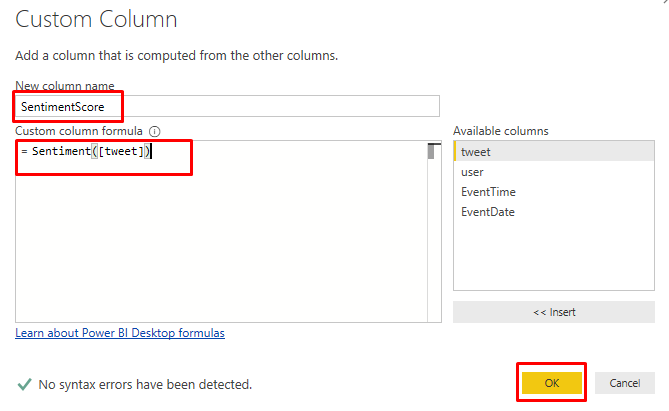 Custom Column
Add a column that is computed from the other columns.
New column name
SentimentScore
Custom column formula
Available columns
= Sentiment([tweet])
tweet
user
EventTime
EventDate
<< Insert
Learn about Power BI Desktop formulas
No syntax errors have been detected.
OK
Cancel